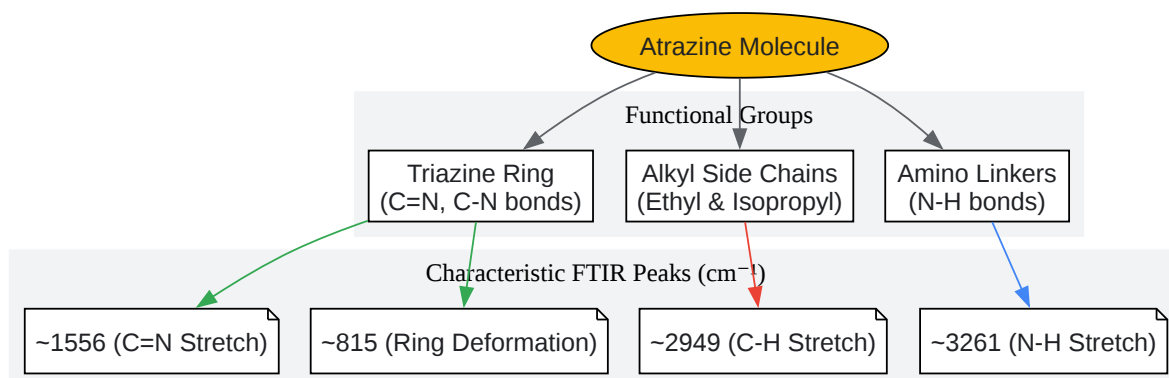 Atrazine Molecule
Functional Groups
Triazine Ring
(C=N, C-N bonds)
Alkyl Side Chains
(Ethyl & Isopropyl)
Amino Linkers
(N-H bonds)
Characteristic FTIR Peaks (cm⁻¹)
~1556 (C=N Stretch)
~815 (Ring Deformation)
~2949 (C-H Stretch)
~3261 (N-H Stretch)